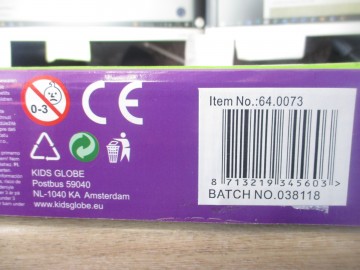 0-3
CE
Item No.:64.0073
8 713219 345603 >
BATCH NO.038118
KIDS GLOBE
Postbus 59040
NL-1040 KA Amsterdam
www.kidsglobe.eu